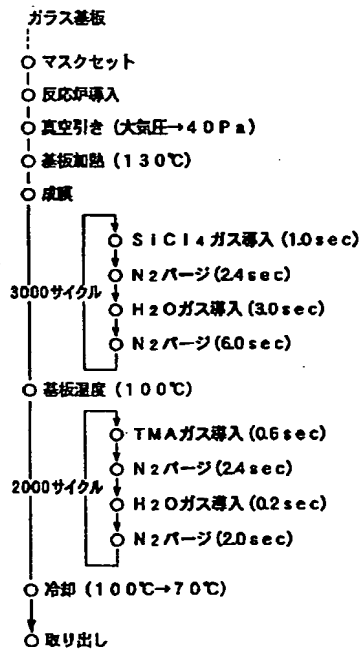 ガラス基板
マスクセット
反応炉導入
真空引き (大気圧→40Pa)
基板加熱 (130℃)
成膜
SiCl4ガス導入 (1.0sec)
N2パージ (2.4sec)
3000サイクル
H2Oガス導入 (3.0sec)
N2パージ (6.0sec)
基板温度 (100℃)
TMAガス導入 (0.6sec)
N2パージ (2.4sec)
2000サイクル
H2Oガス導入 (0.2sec)
N2パージ (2.0sec)
冷却 (100℃→70℃)
取り出し